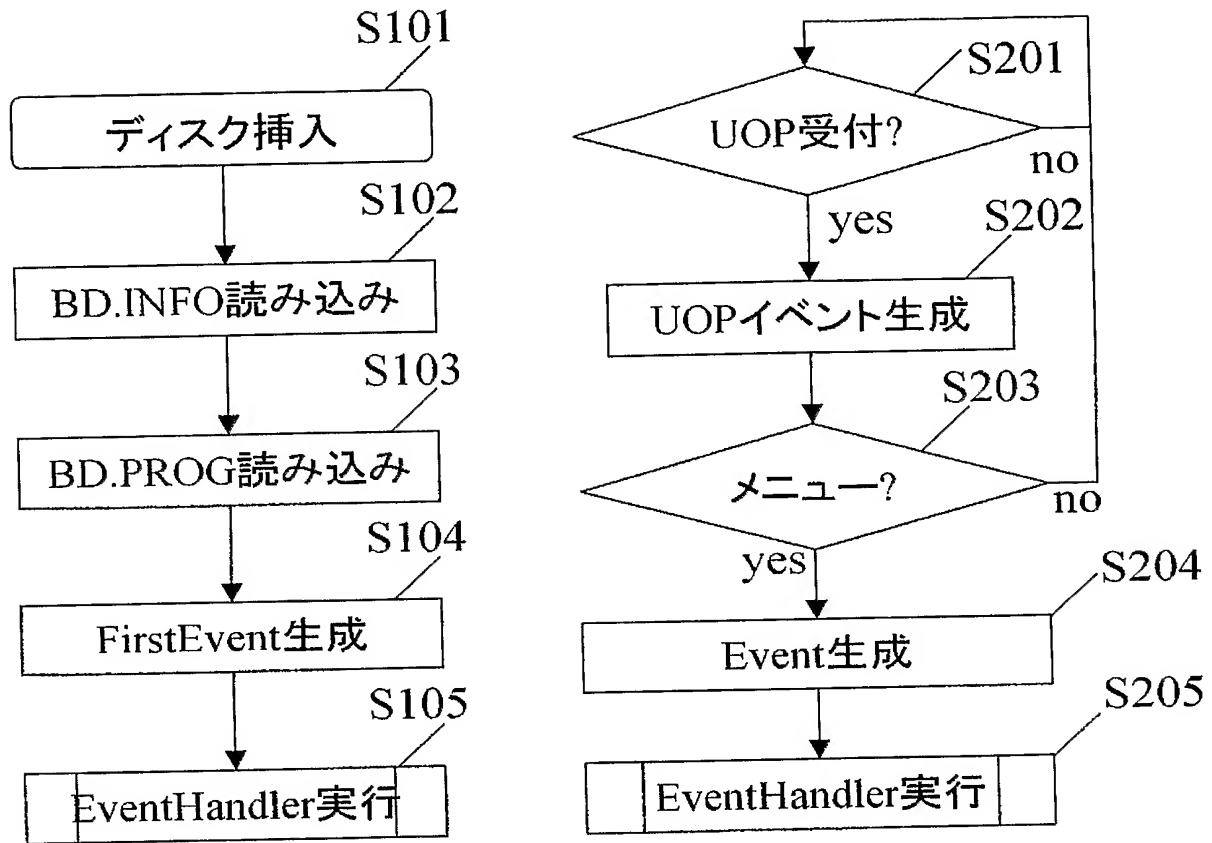 S101
ディスク挿入
S102
BD.INFO読み込み
S103
BD.PROG読み込み
S104
FirstEvent生成
S105
EventHandler実行
S201
UOP受付?
no
yes
S202
UOPイベント生成
S203
メニュー?
no
yes
S204
Event生成
S205
EventHandler実行